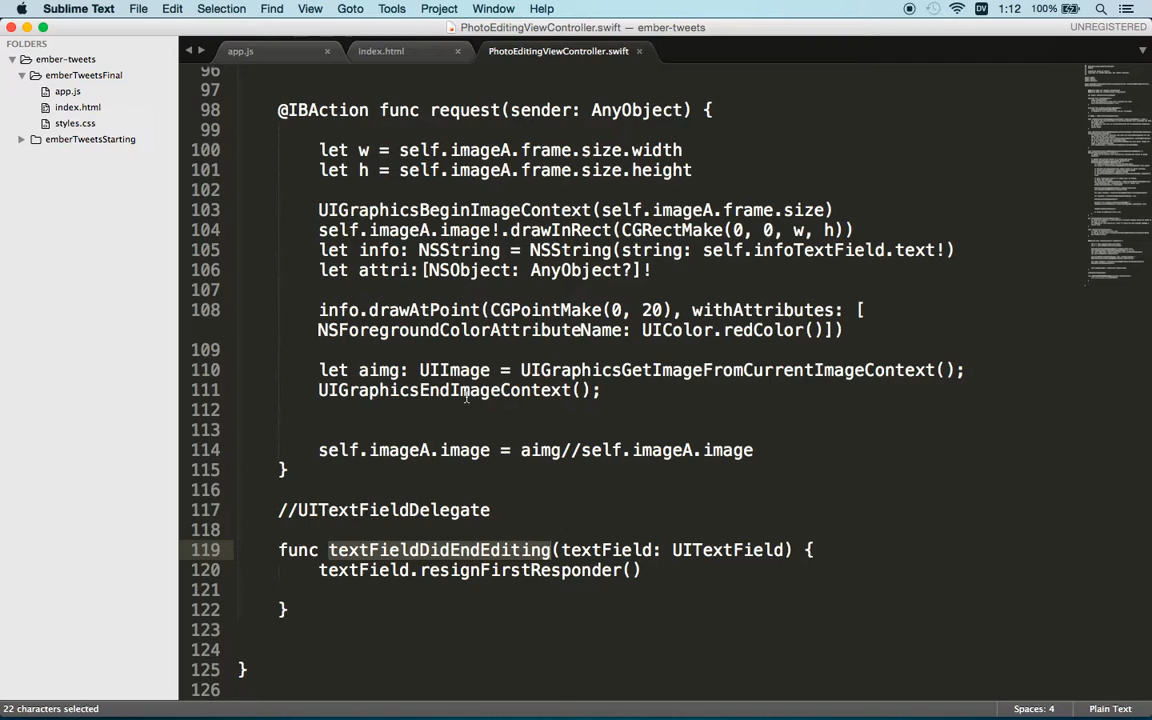 Sublime Text File Edit Selection Find View Goto Tools Project Window Help DV 1:12 100%
PhotoEditingViewController.swift — ember-tweets UNREGISTERED
FOLDERS
ember-tweets
emberTweetsFinal
app.js
index.html
styles.css
emberTweetsStarting
app.js × index.html × PhotoEditingViewController.swift ×
96
97
98 @IBAction func request(sender: AnyObject) {
99
100 let w = self.imageA.frame.size.width
101 let h = self.imageA.frame.size.height
102
103 UIGraphicsBeginImageContext(self.imageA.frame.size)
104 self.imageA.image!.drawInRect(CGRectMake(0, 0, w, h))
105 let info: NSString = NSString(string: self.infoTextField.text!)
106 let attri:[NSObject: AnyObject?]!
107
108 info.drawAtPoint(CGPointMake(0, 20), withAttributes: [
NSForegroundColorAttributeName: UIColor.redColor()])
109
110 let aimg: UIImage = UIGraphicsGetImageFromCurrentImageContext();
111 UIGraphicsEndImageContext();
112
113
114 self.imageA.image = aimg//self.imageA.image
115 }
116
117 //UITextFieldDelegate
118
119 func textFieldDidEndEditing(textField: UITextField) {
120 textField.resignFirstResponder()
121
122 }
123
124
125 }
126
22 characters selected Spaces: 4 Plain Text